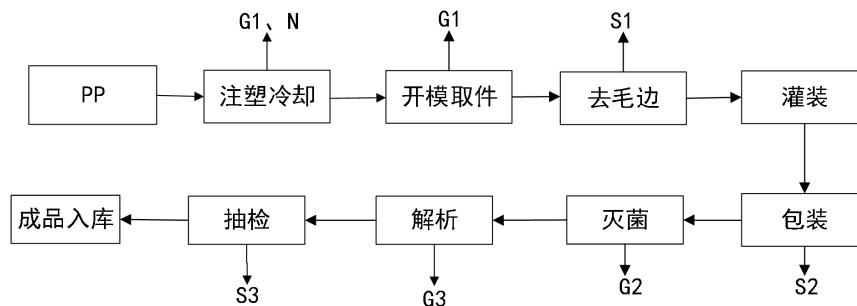 G1、N
G1
S1
PP
注塑冷却
开模取件
去毛边
灌装
成品入库
抽检
解析
灭菌
包装
S3
G3
G2
S2